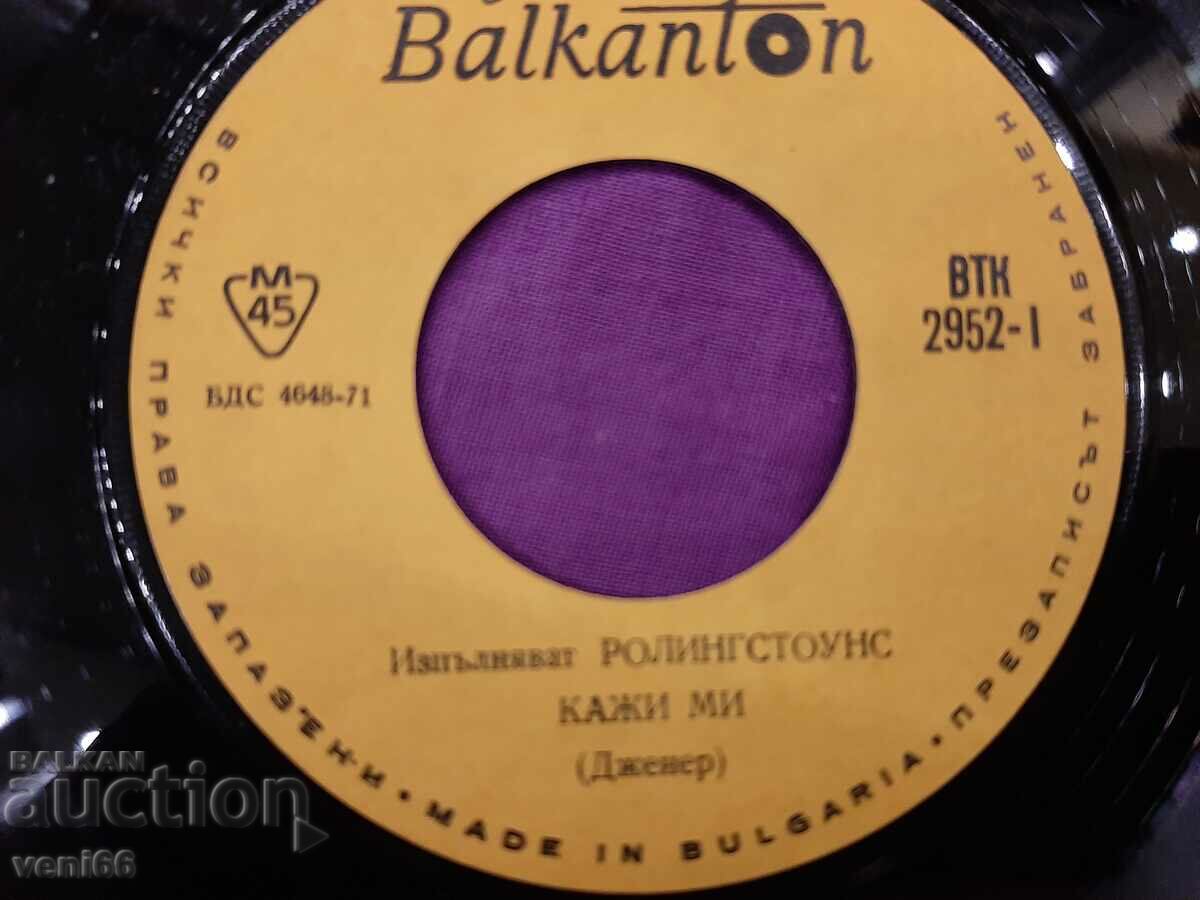 Balkanton
М
45
БДС 4648-71
ВТК
2952-I
Изпълняват РОЛИНГСТОУНС
КАЖИ МИ
(Дженер)
ВСИЧКИ ПРАВА ЗАПАЗЕНИ • MADE IN BULGARIA • ПРЕЗАПИСЪТ ЗАБРАНЕН
BALKAN
auction
veni66